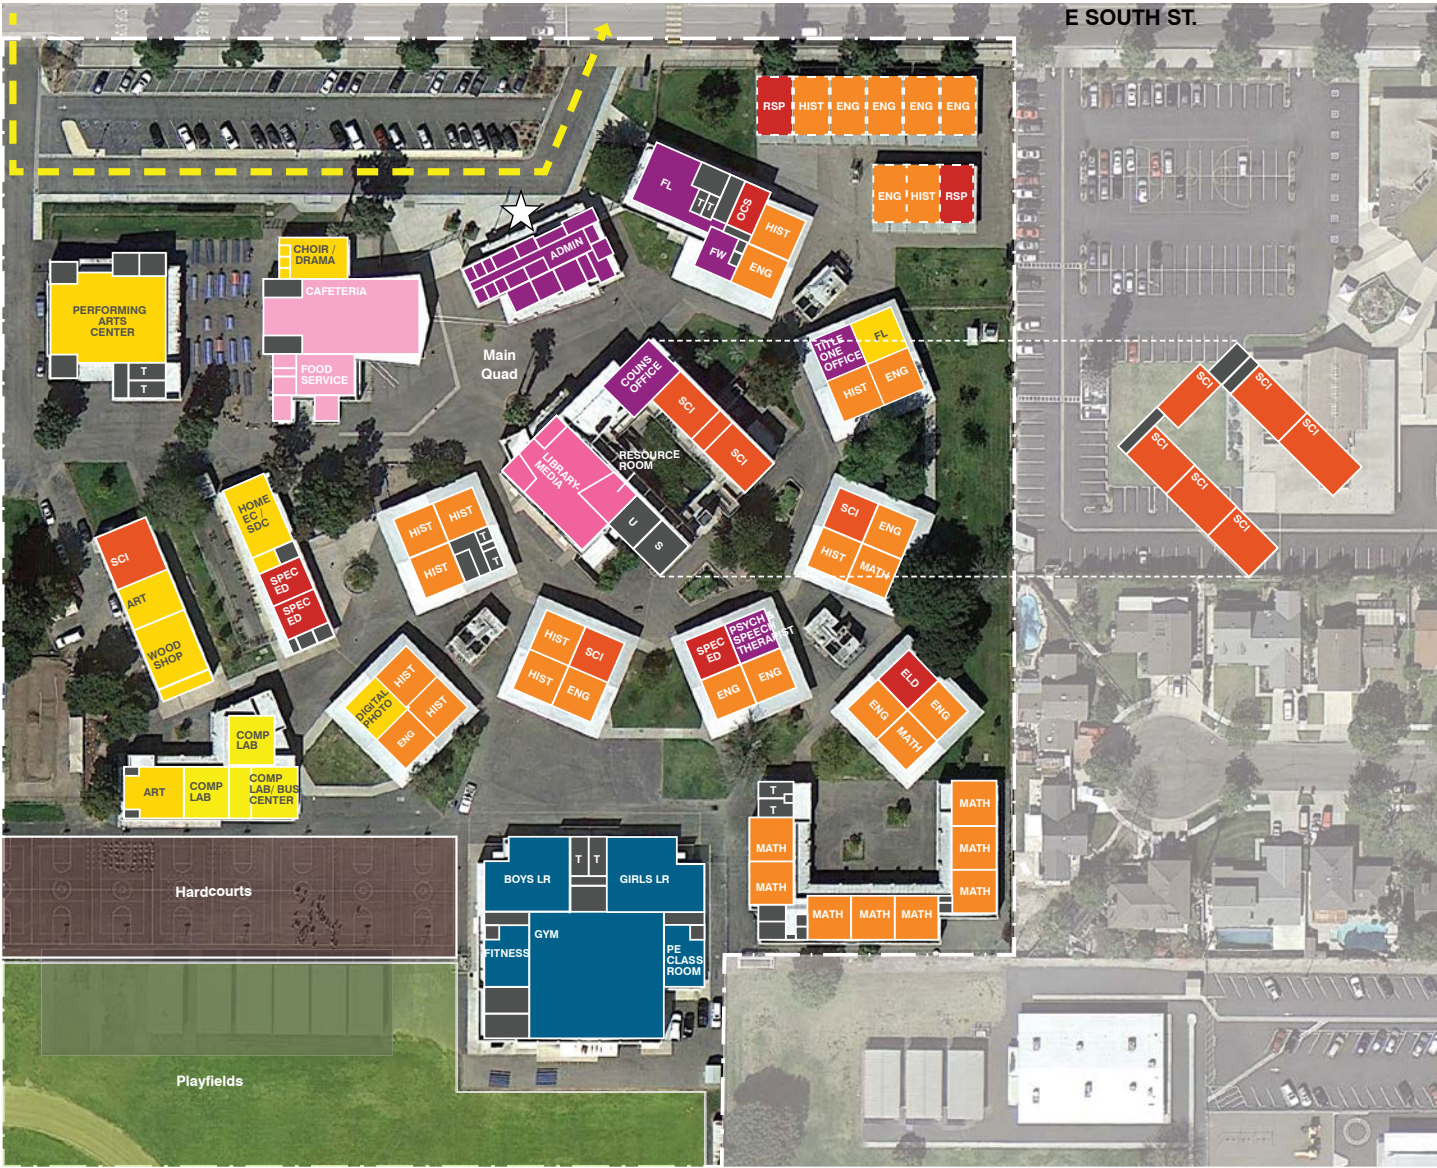 E SOUTH ST.
RSP
HIST
ENG
ENG
ENG
ENG
ENG
HIST
RSP
FL
T
T
OCS
HIST
FW
ENG
ADMIN
CHOIR /
DRAMA
CAFETERIA
FOOD
SERVICE
PERFORMING
ARTS
CENTER
T
T
Main
Quad
COUNS
OFFICE
SCI
SCI
RESOURCE
ROOM
LIBRARY-
MEDIA
U
S
TITLE
ONE
OFFICE
FL
HIST
ENG
SCI
SCI
SCI
SCI
SCI
SCI
HOME
EC /
SDC
SPEC
ED
SPEC
ED
SCI
ART
WOOD
SHOP
HIST
HIST
HIST
T
T
SCI
ENG
HIST
MATH
HIST
SCI
HIST
ENG
SPEC
ED
PSYCH
SPEECH
THERAPIST
ENG
ENG
ELD
ENG
ENG
MATH
DIGITAL
PHOTO
HIST
HIST
ENG
COMP
LAB
ART
COMP
LAB
COMP
LAB/ BUS
CENTER
T
T
MATH
MATH
MATH
MATH
MATH
MATH
MATH
MATH
Hardcourts
BOYS LR
T
T
GIRLS LR
GYM
FITNESS
PE
CLASS
ROOM
Playfields